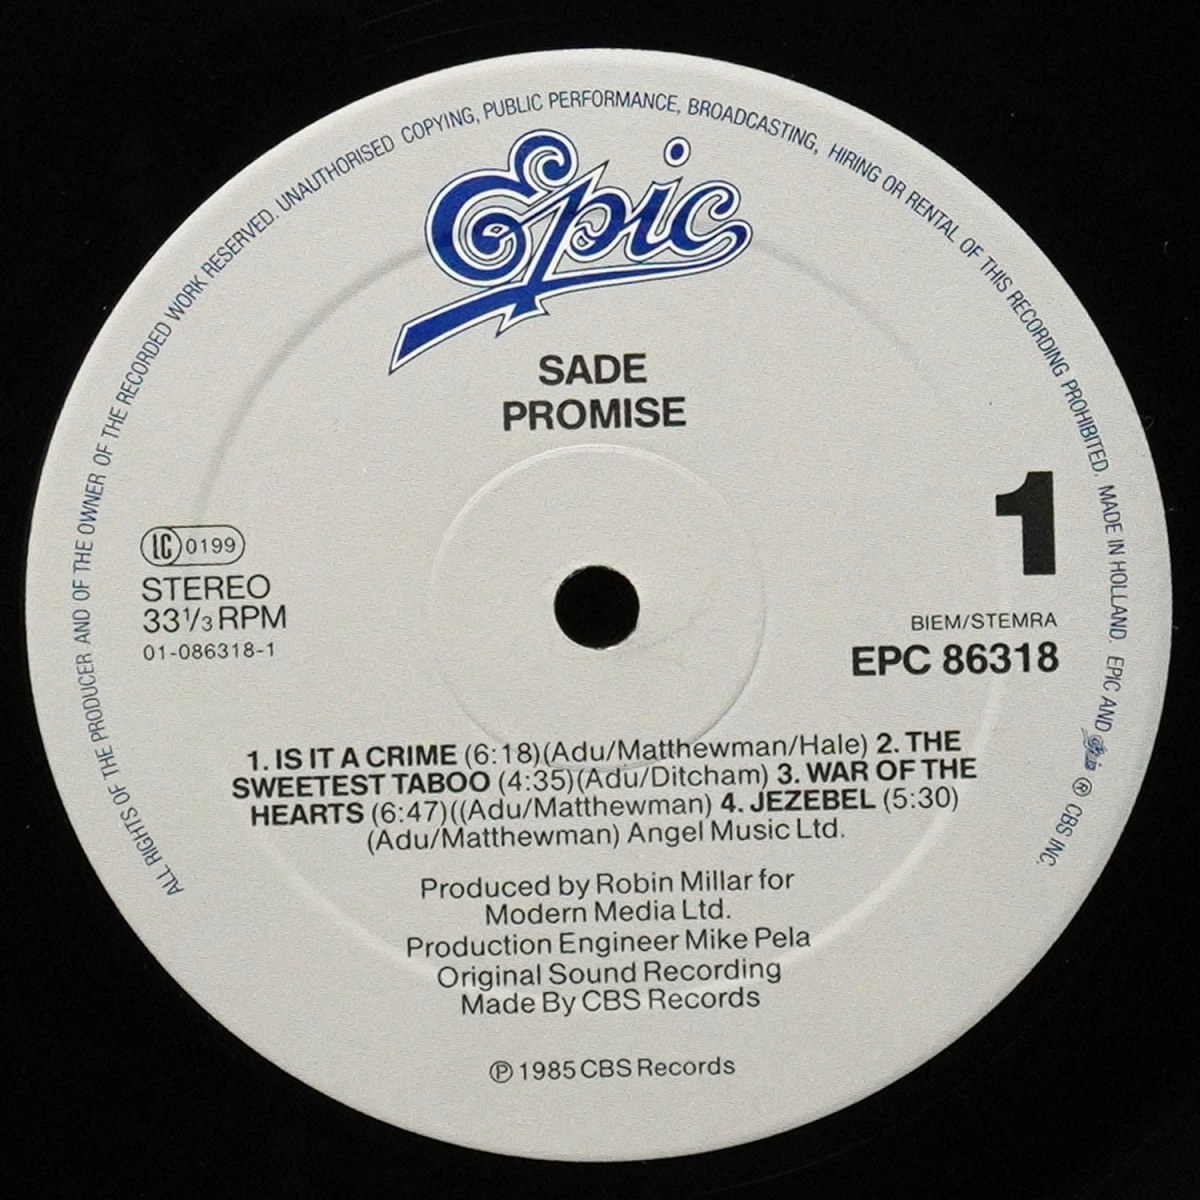 ALL RIGHTS OF THE PRODUCER AND OF THE OWNER OF THE RECORDED WORK RESERVED. UNAUTHORISED COPYING, PUBLIC PERFORMANCE, BROADCASTING, HIRING OR RENTAL OF THIS RECORDING PROHIBITED. MADE IN HOLLAND. EPIC AND Epic ® CBS INC.
Epic
SADE
PROMISE
1
LC 0199
STEREO
33⅓ RPM
01-086318-1
BIEM/STEMRA
EPC 86318
1. IS IT A CRIME (6:18)(Adu/Matthewman/Hale) 2. THE
SWEETEST TABOO (4:35)(Adu/Ditcham) 3. WAR OF THE
HEARTS (6:47)((Adu/Matthewman) 4. JEZEBEL (5:30)
(Adu/Matthewman) Angel Music Ltd.
Produced by Robin Millar for
Modern Media Ltd.
Production Engineer Mike Pela
Original Sound Recording
Made By CBS Records
℗ 1985 CBS Records